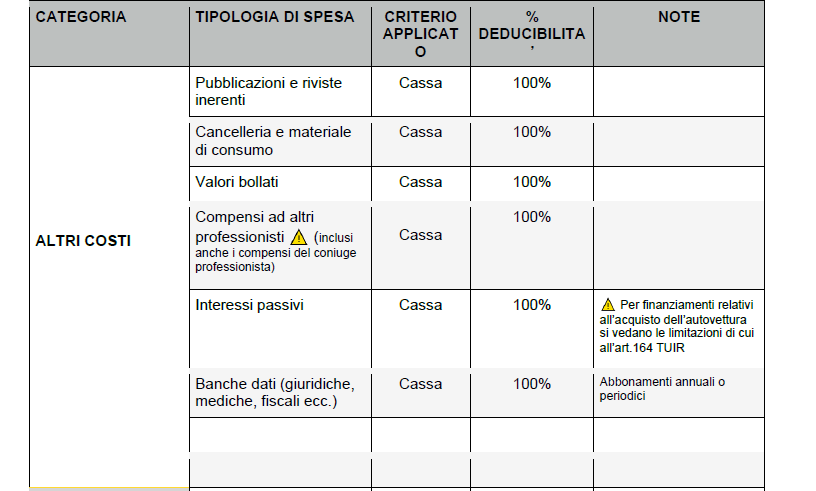 CATEGORIA TIPOLOGIA DI SPESA CRITERIO APPLICAT O % DEDUCIBILITA ’ NOTE
Pubblicazioni e riviste Cassa 100%
inerenti
Cancelleria e materiale Cassa 100%
di consumo
Valori bollati Cassa 100%
ALTRI COSTI
Compensi ad altri 100%
professionisti ⚠ (inclusi Cassa
anche i compensi del coniuge
professionista)
Interessi passivi Cassa 100% ⚠ Per finanziamenti relativi
all'acquisto dell'autovettura
si vedano le limitazioni di cui
all'art.164 TUIR
Banche dati (giuridiche, Cassa 100% Abbonamenti annuali o
mediche, fiscali ecc.) periodici